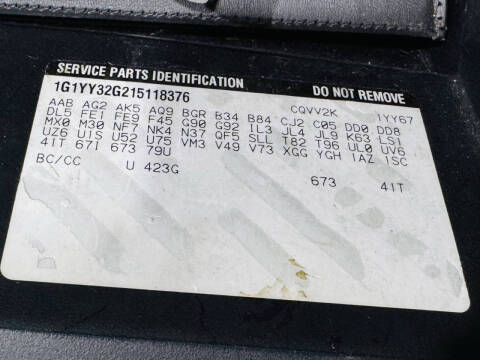 SERVICE PARTS IDENTIFICATION DO NOT REMOVE
1G1YY32G215118376 CQVV2K 1YY67
AAB AG2 AK5 AQ9 BGR B34 B84 CJ2 C05 DD0 DD8
DL5 FE1 FE9 F45 G90 G92 IL3 JL4 JL9 K63 LS1
MX0 M30 NF7 NK4 N37 QF5 SLL T82 T96 UL0 UV6
UZ6 U1S U52 U75 VM3 V49 V73 XGG YGH 1AZ 1SC
41T 67I 673 79U
BC/CC U 423G 673 41T